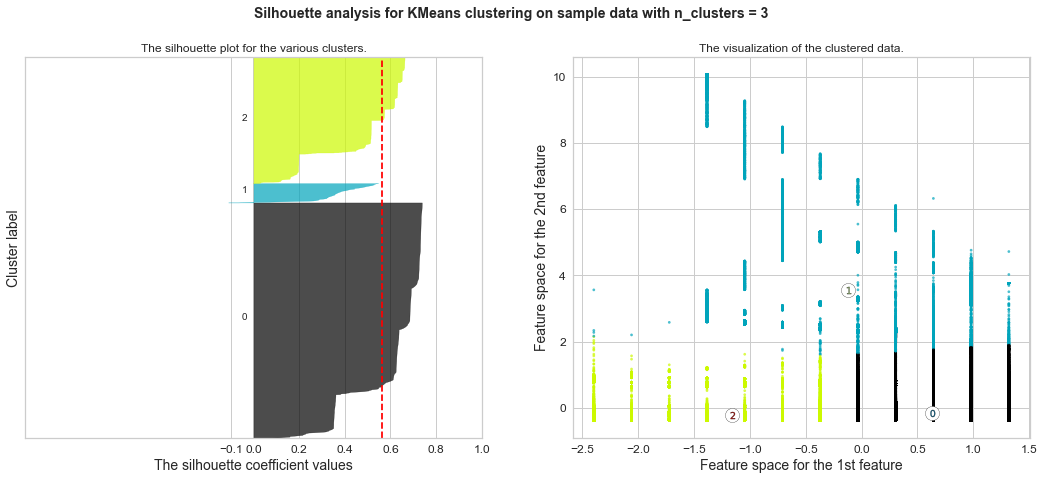 Silhouette analysis for KMeans clustering on sample data with n_clusters = 3
The silhouette plot for the various clusters.
Cluster label
2
1
0
−0.1 0.0 0.2 0.4 0.6 0.8 1.0
The silhouette coefficient values
The visualization of the clustered data.
Feature space for the 2nd feature
10
8
6
4
2
0
1
2
0
−2.5 −2.0 −1.5 −1.0 −0.5 0.0 0.5 1.0 1.5
Feature space for the 1st feature